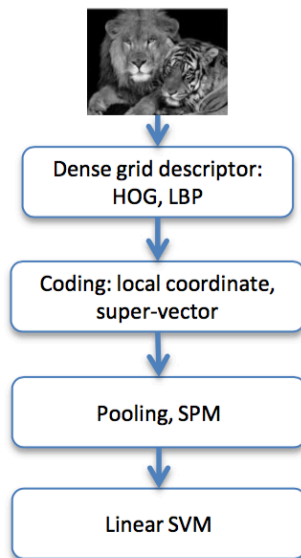 Dense grid descriptor:
HOG, LBP
Coding: local coordinate,
super-vector
Pooling, SPM
Linear SVM